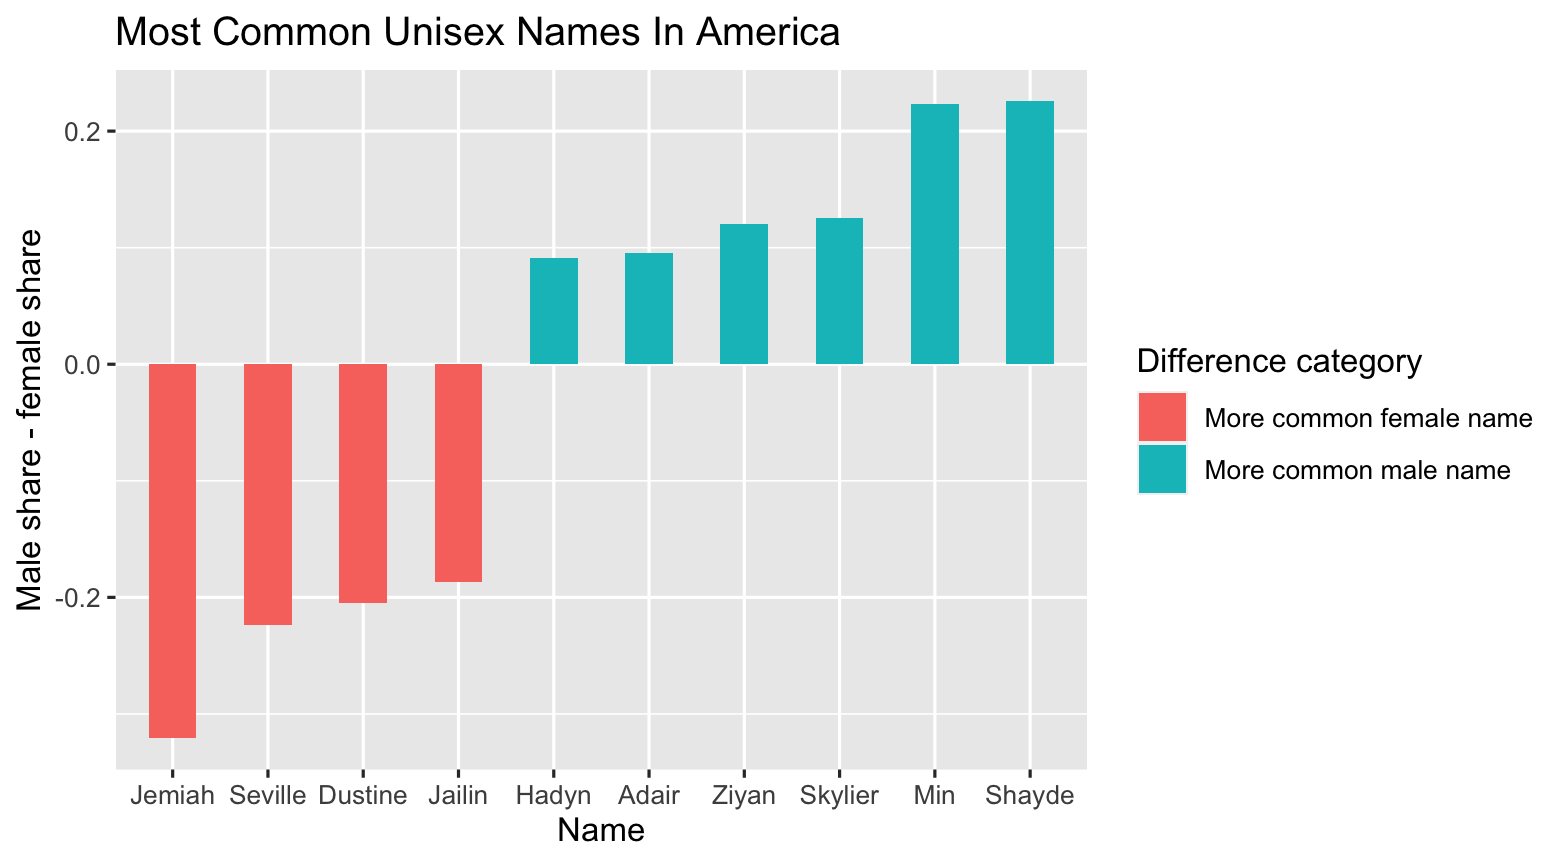 Most Common Unisex Names In America
Male share - female share
0.2
0.0
-0.2
Jemiah Seville Dustine Jailin Hadyn Adair Ziyan Skylier Min Shayde
Name
Difference category
More common female name
More common male name